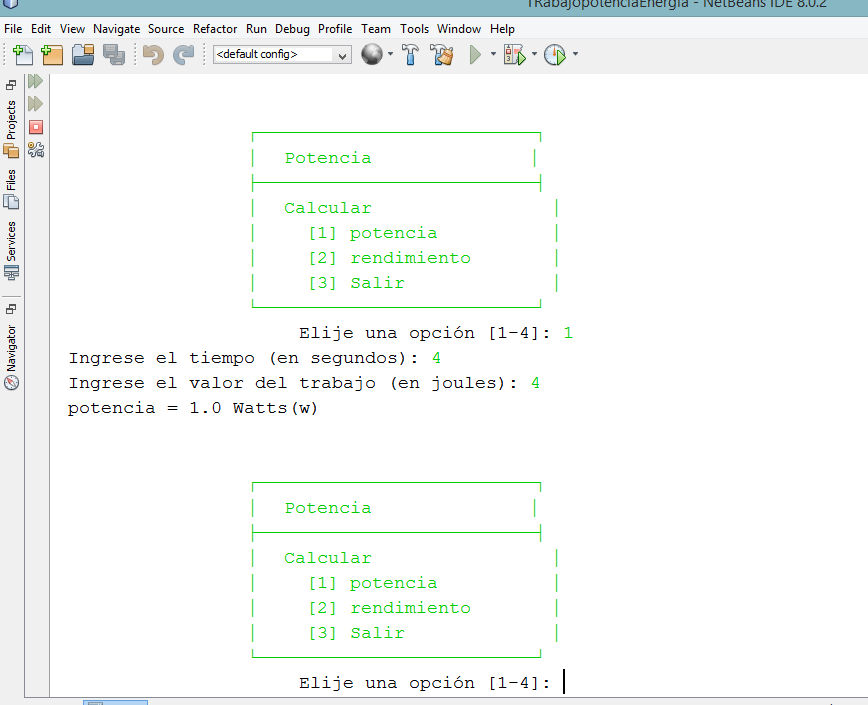 TRabajopotenciaEnergia - NetBeans IDE 8.0.2
File Edit View Navigate Source Refactor Run Debug Profile Team Tools Window Help
<default config>
Projects
Files
Services
Navigator
Potencia
Calcular
[1] potencia
[2] rendimiento
[3] Salir
Elije una opción [1-4]: 1
Ingrese el tiempo (en segundos): 4
Ingrese el valor del trabajo (en joules): 4
potencia = 1.0 Watts(w)
Potencia
Calcular
[1] potencia
[2] rendimiento
[3] Salir
Elije una opción [1-4]: